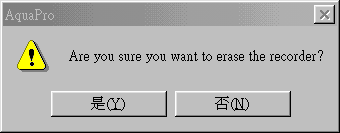 AquaPro
Are you sure you want to erase the recorder?
是(Y)
否(N)